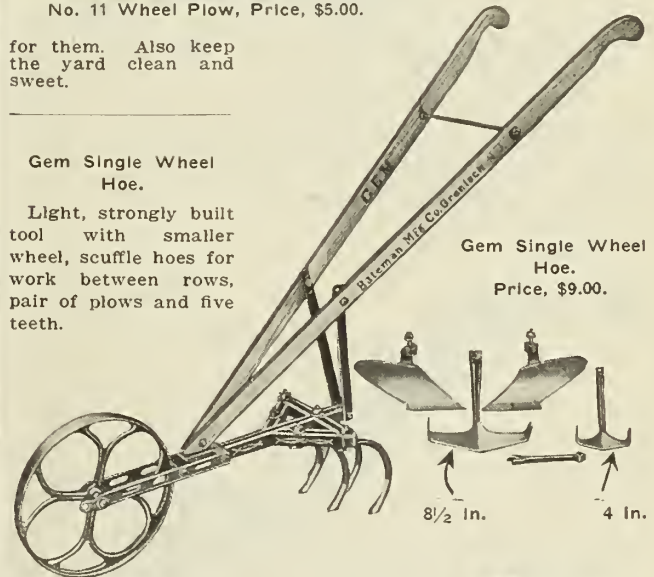 No. 11 Wheel Plow, Price, $5.00.
for them. Also keep
the yard clean and
sweet.
Gem Single Wheel
Hoe.
Light, strongly built
tool with smaller
wheel, scuffle hoes for
work between rows,
pair of plows and five
teeth.
GEM
Bateman Mfg Co. Grenloch N.J.
Gem Single Wheel
Hoe.
Price, $9.00.
8½ in.
4 in.